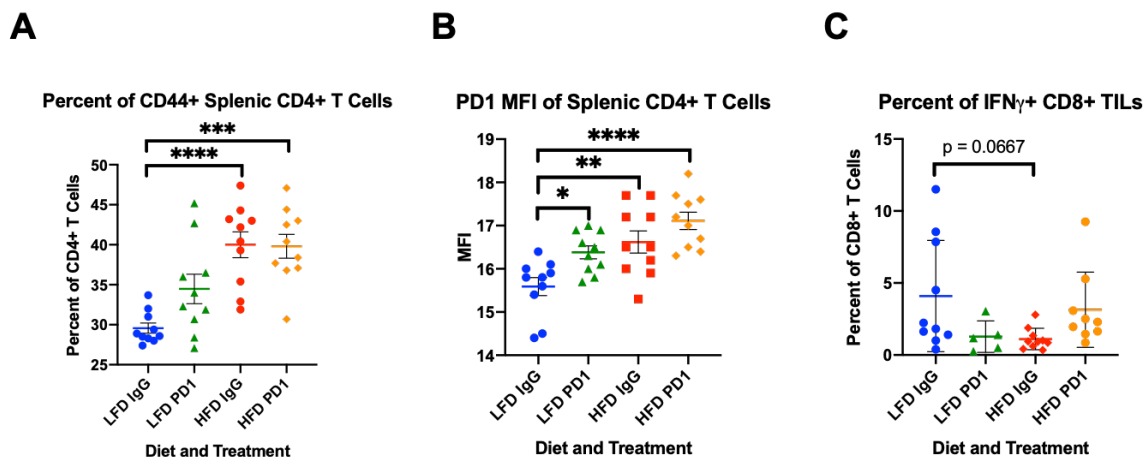 A
B
C
Percent of CD44+ Splenic CD4+ T Cells
PD1 MFI of Splenic CD4+ T Cells
Percent of IFNγ+ CD8+ TILs
***
****
50
45
40
35
30
25
Percent of CD4+ T Cells
LFD IgG
LFD PD1
HFD IgG
HFD PD1
Diet and Treatment
****
**
*
19
18
17
16
15
14
MFI
LFD IgG
LFD PD1
HFD IgG
HFD PD1
Diet and Treatment
p = 0.0667
15
10
5
0
Percent of CD8+ T Cells
LFD IgG
LFD PD1
HFD IgG
HFD PD1
Diet and Treatment